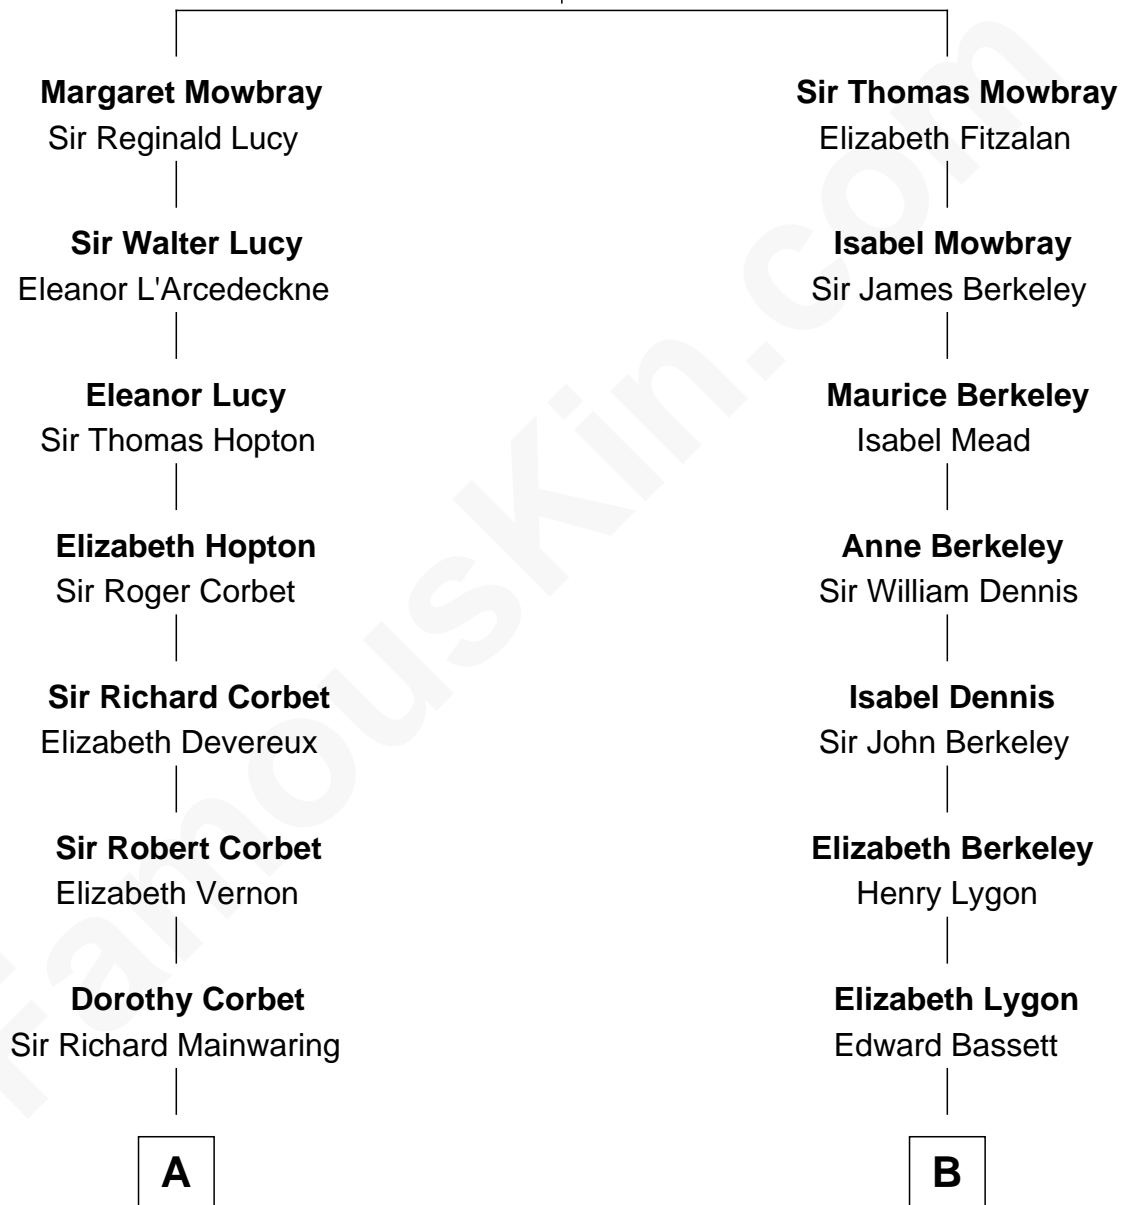 Margaret Mowbray
Sir Reginald Lucy
Sir Walter Lucy
Eleanor L'Arcedeckne
Eleanor Lucy
Sir Thomas Hopton
Elizabeth Hopton
Sir Roger Corbet
Sir Richard Corbet
Elizabeth Devereux
Sir Robert Corbet
Elizabeth Vernon
Dorothy Corbet
Sir Richard Mainwaring
A
Sir Thomas Mowbray
Elizabeth Fitzalan
Isabel Mowbray
Sir James Berkeley
Maurice Berkeley
Isabel Mead
Anne Berkeley
Sir William Dennis
Isabel Dennis
Sir John Berkeley
Elizabeth Berkeley
Henry Lygon
Elizabeth Lygon
Edward Bassett
B
FamousKin.com